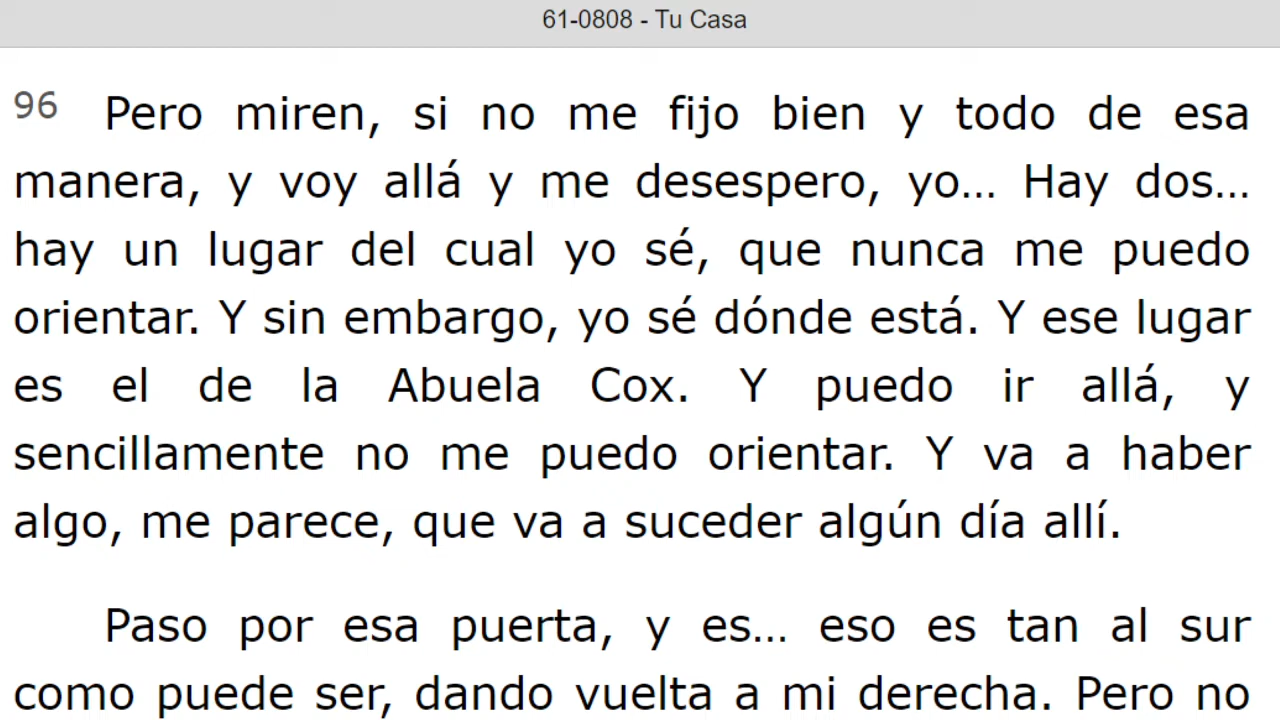 61-0808 - Tu Casa
96 Pero miren, si no me fijo bien y todo de esa
manera, y voy allá y me desespero, yo… Hay dos…
hay un lugar del cual yo sé, que nunca me puedo
orientar. Y sin embargo, yo sé dónde está. Y ese lugar
es el de la Abuela Cox. Y puedo ir allá, y
sencillamente no me puedo orientar. Y va a haber
algo, me parece, que va a suceder algún día allí.
Paso por esa puerta, y es… eso es tan al sur
como puede ser, dando vuelta a mi derecha. Pero no